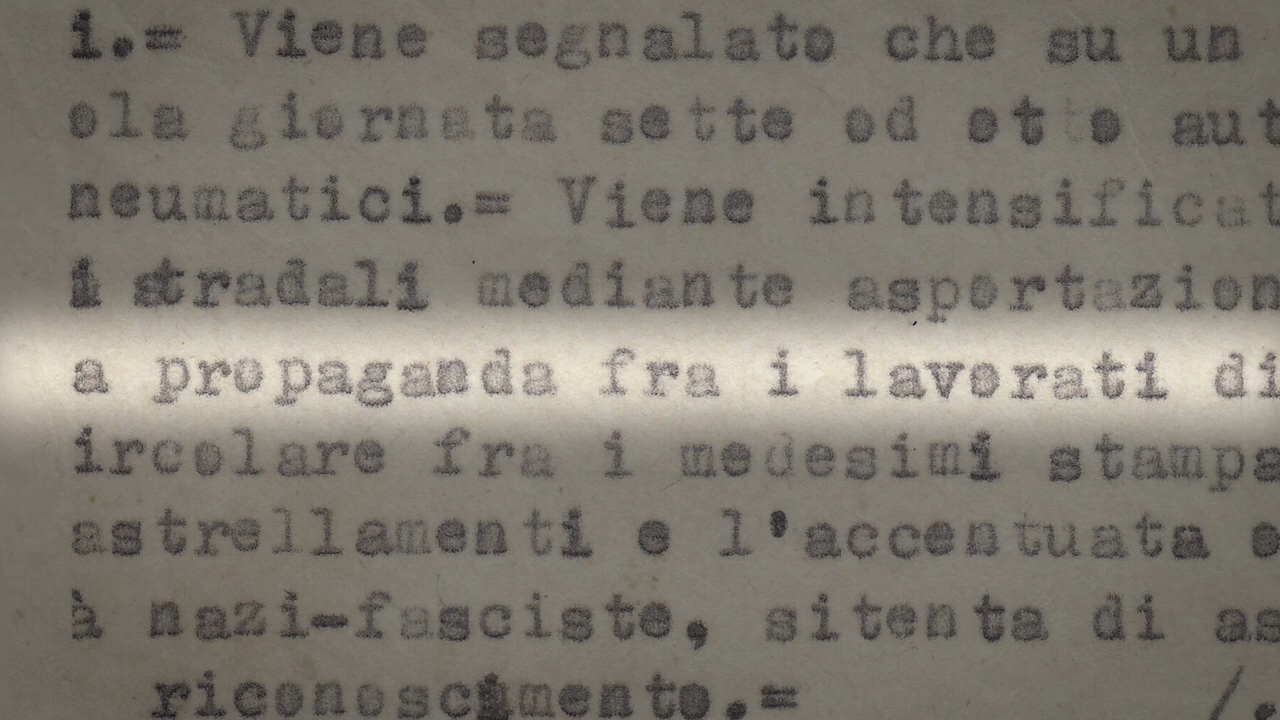 i.= Viene segnalato che su un
ola giornata sette od otto aut
neumatici.= Viene intensificat
i stradali mediante asportazion
a propaganda fra i lavorati di
ircolare fra i medesimi stampa
astrellamenti e l'accentuata e
à nazi-fasciste, sitenta di as
riconoscimento.= /.